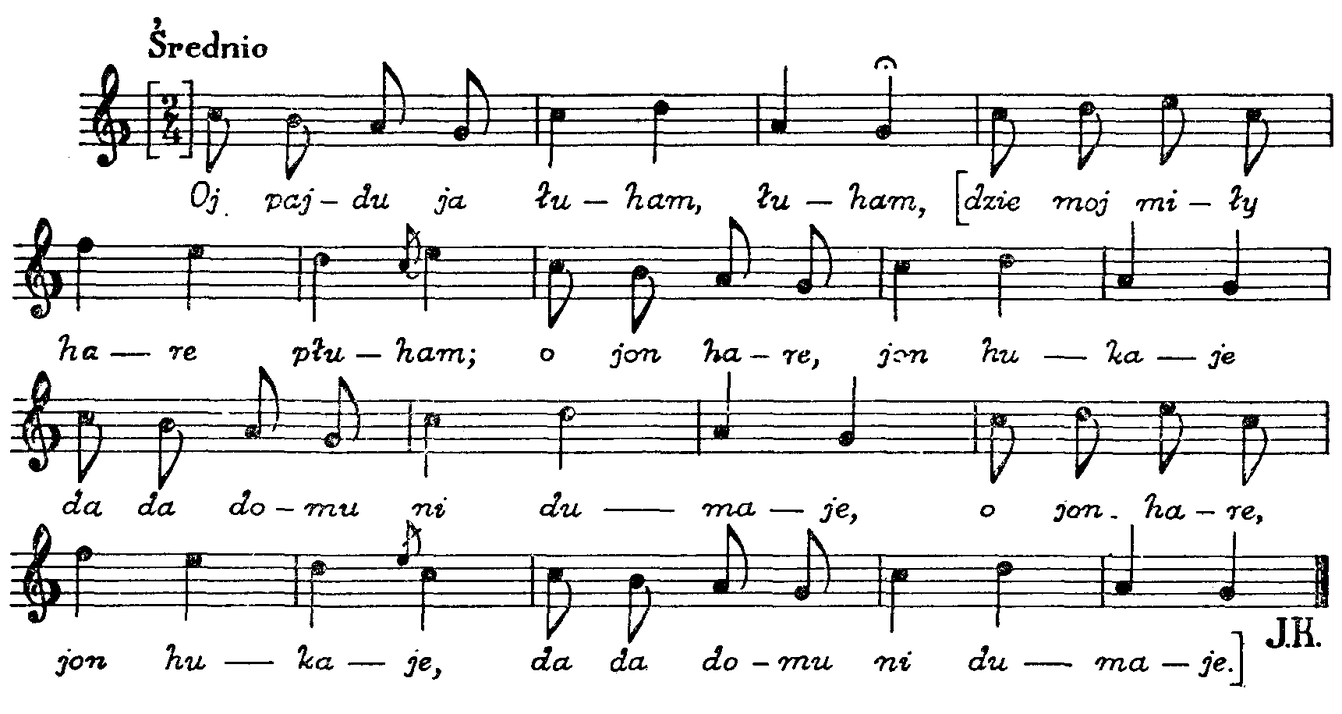 Średnio
2/4
Oj paj-du ja łu-ham, łu-ham, [dzie moj mi-ły
ha-re płu-ham; o jon ha-re, jon hu-ka-je
da da do-mu ni du-ma-je, o jon ha-re,
jon hu-ka-je, da da do-mu ni du-ma-je.]
J.K.